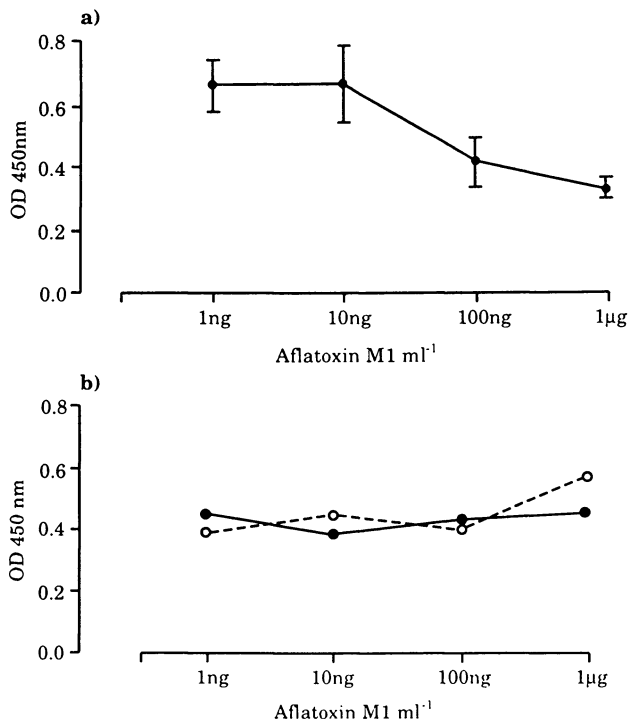 a)
0.8
0.6
0.4
0.2
0.0
OD 450nm
1ng 10ng 100ng 1μg
Aflatoxin M1 ml⁻¹
b)
0.8
0.6
0.4
0.2
0.0
OD 450 nm
1ng 10ng 100ng 1μg
Aflatoxin M1 ml⁻¹